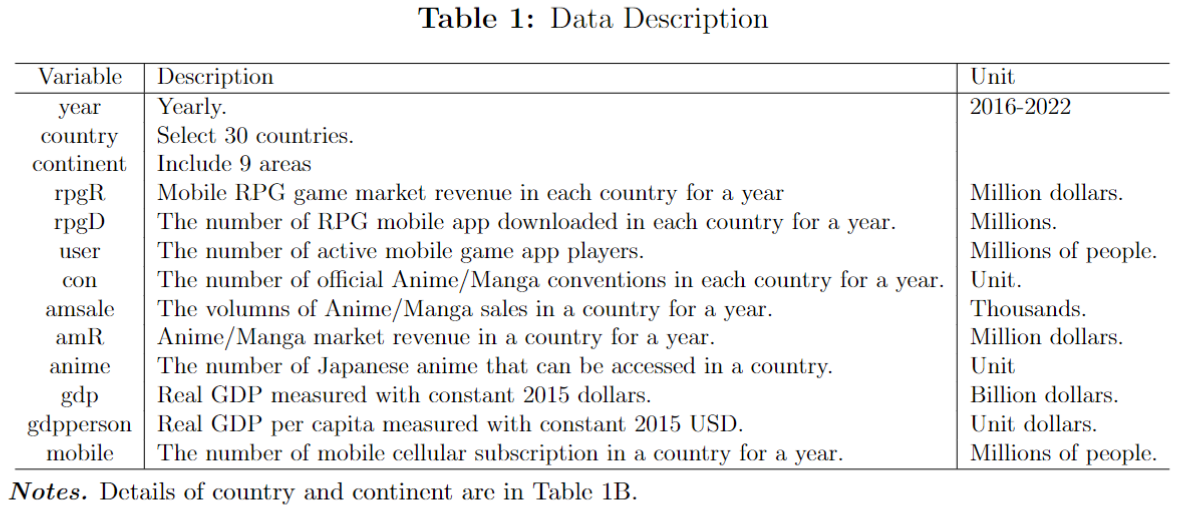 Table 1: Data Description
Variable Description Unit
year Yearly. 2016-2022
country Select 30 countries.
continent Include 9 areas
rpgR Mobile RPG game market revenue in each country for a year Million dollars.
rpgD The number of RPG mobile app downloaded in each country for a year. Millions.
user The number of active mobile game app players. Millions of people.
con The number of official Anime/Manga conventions in each country for a year. Unit.
amsale The volumns of Anime/Manga sales in a country for a year. Thousands.
amR Anime/Manga market revenue in a country for a year. Million dollars.
anime The number of Japanese anime that can be accessed in a country. Unit
gdp Real GDP measured with constant 2015 dollars. Billion dollars.
gdpperson Real GDP per capita measured with constant 2015 USD. Unit dollars.
mobile The number of mobile cellular subscription in a country for a year. Millions of people.
Notes. Details of country and continent are in Table 1B.